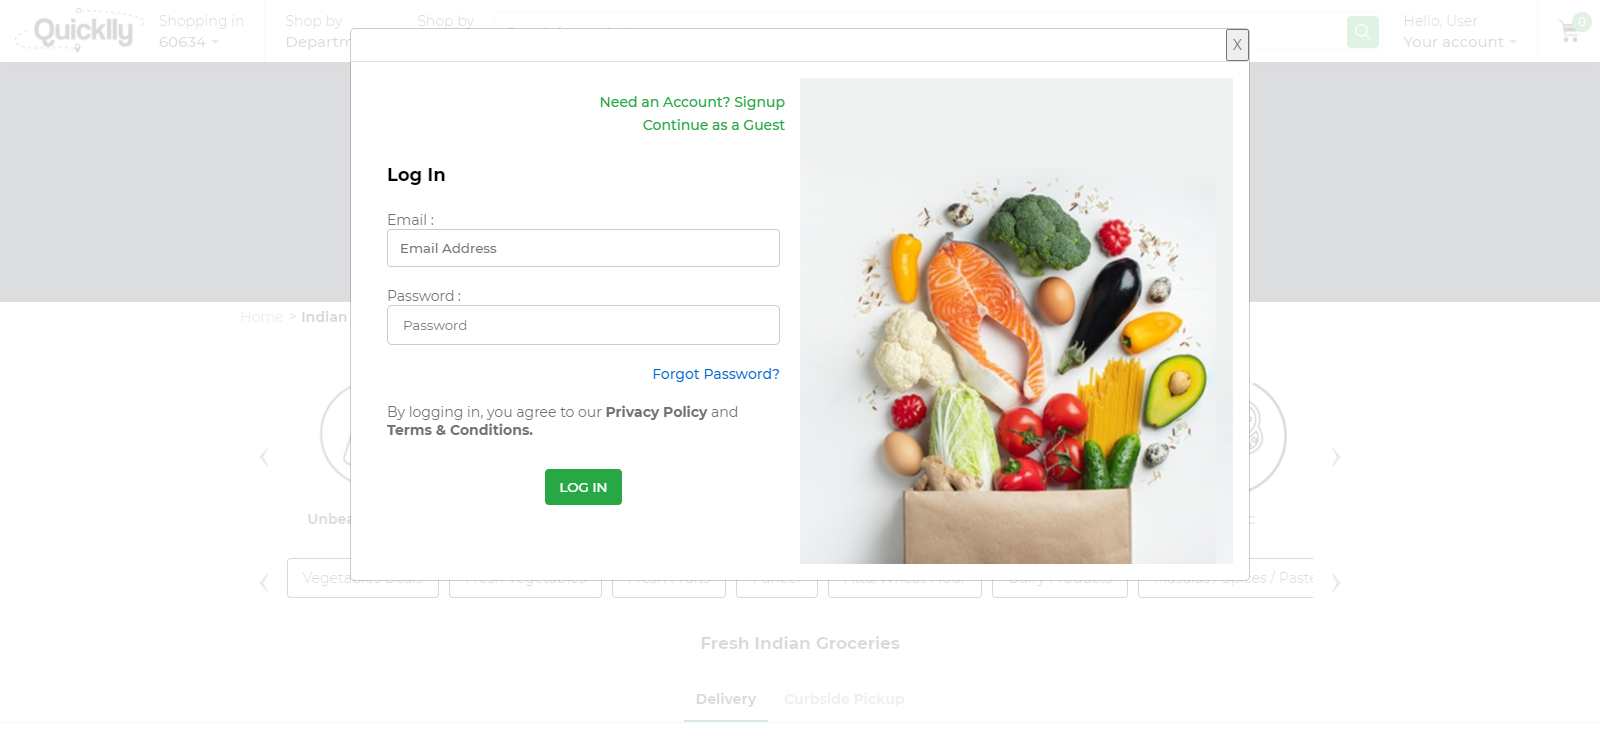 Quicklly
Shopping in
60634
Shop by
Departm
Shop by
Hello, User
Your account
0
X
Need an Account? Signup
Continue as a Guest
Log In
Email :
Email Address
Password :
Password
Forgot Password?
By logging in, you agree to our Privacy Policy and
Terms & Conditions.
LOG IN
Home > Indian
Unbea
c
Vegetables Deals
Fresh Vegetables
Fresh Fruits
Paneer
Atta/Wheat Flour
Dairy Products
Masalas / Spices / Paste
Fresh Indian Groceries
Delivery
Curbside Pickup